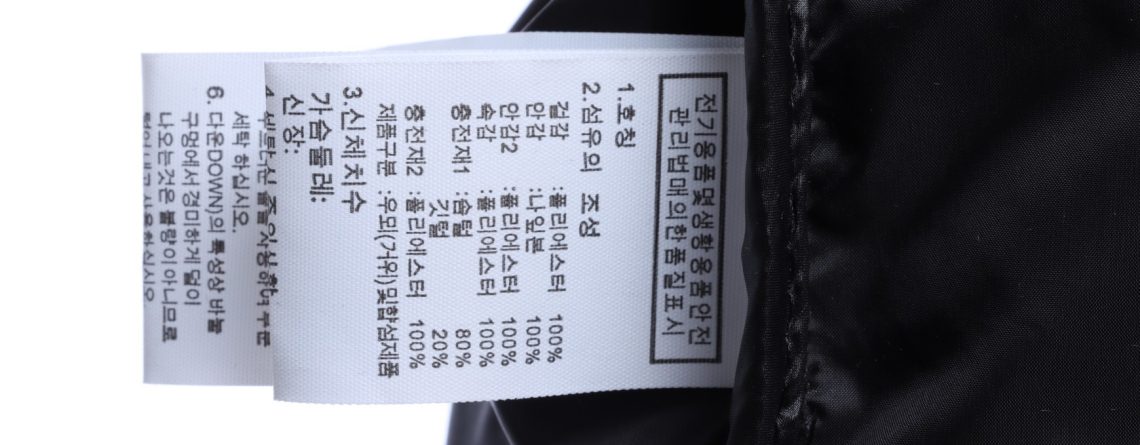 전기용품및생황용품안전
관리법매의한품질표시
1.호칭
2.섬유의 조성
겉감 :폴리에스터 100%
안감 :나잎본 100%
안감2 :폴리에스터 100%
속감 :폴리에스터 100%
충전재1 :솜털 80%
깃털 20%
충전재2 :폴리에스터 100%
제품구분 :우모(거위)및합섬제품
3.신체치수
가슴둘레:
신장:
세탁 하십시오.
6. 다운DOWN)의 특성상 바늘
구멍에서 경미하게 덜이
나오는것은 불량이 아니므로